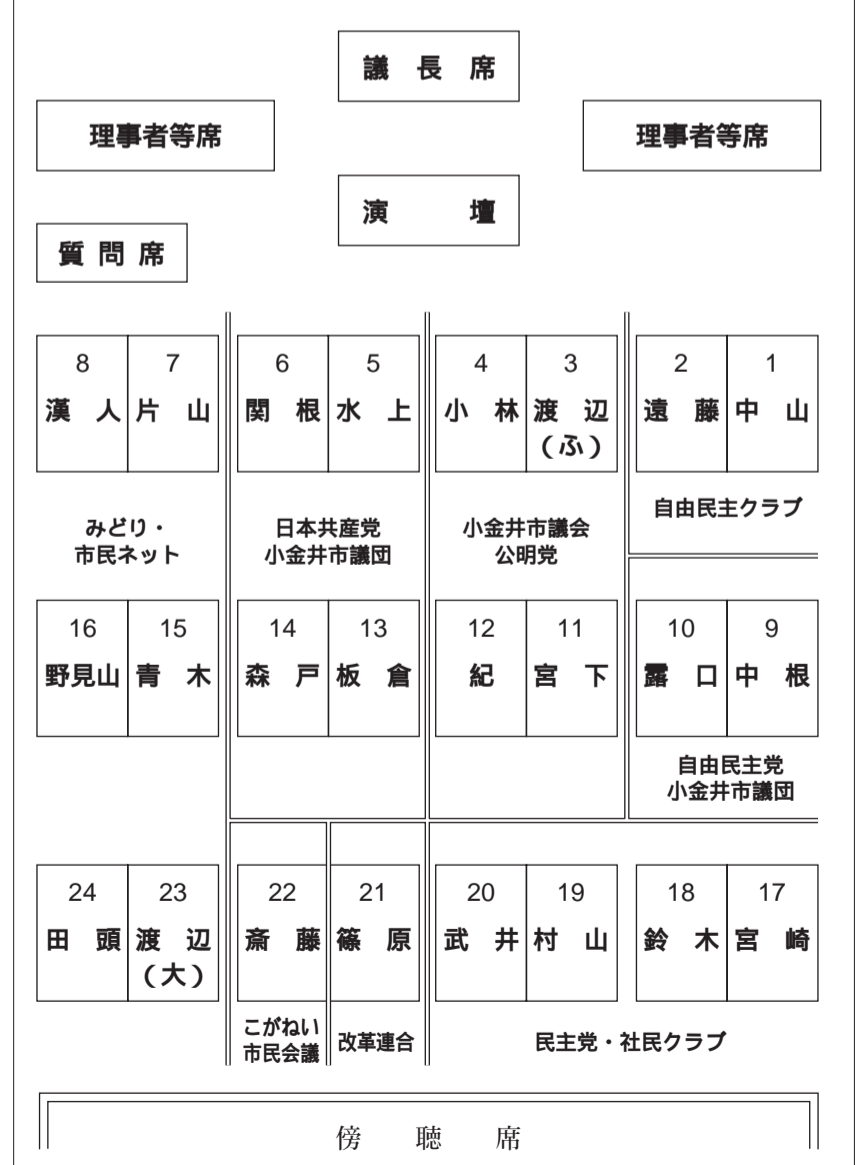 議長席
理事者等席 理事者等席
演壇
質問席
8 7 6 5 4 3 2 1
漢人 片山 関根 水上 小林 渡辺 遠藤 中山
（ふ）
自由民主クラブ
みどり・ 日本共産党 小金井市議会
市民ネット 小金井市議団 公明党
16 15 14 13 12 11 10 9
野見山 青木 森戸 板倉 紀 宮下 露口 中根
自由民主党
小金井市議団
24 23 22 21 20 19 18 17
田頭 渡辺 斎藤 篠原 武井 村山 鈴木 宮崎
（大）
こがねい
市民会議 改革連合 民主党・社民クラブ
傍聴席